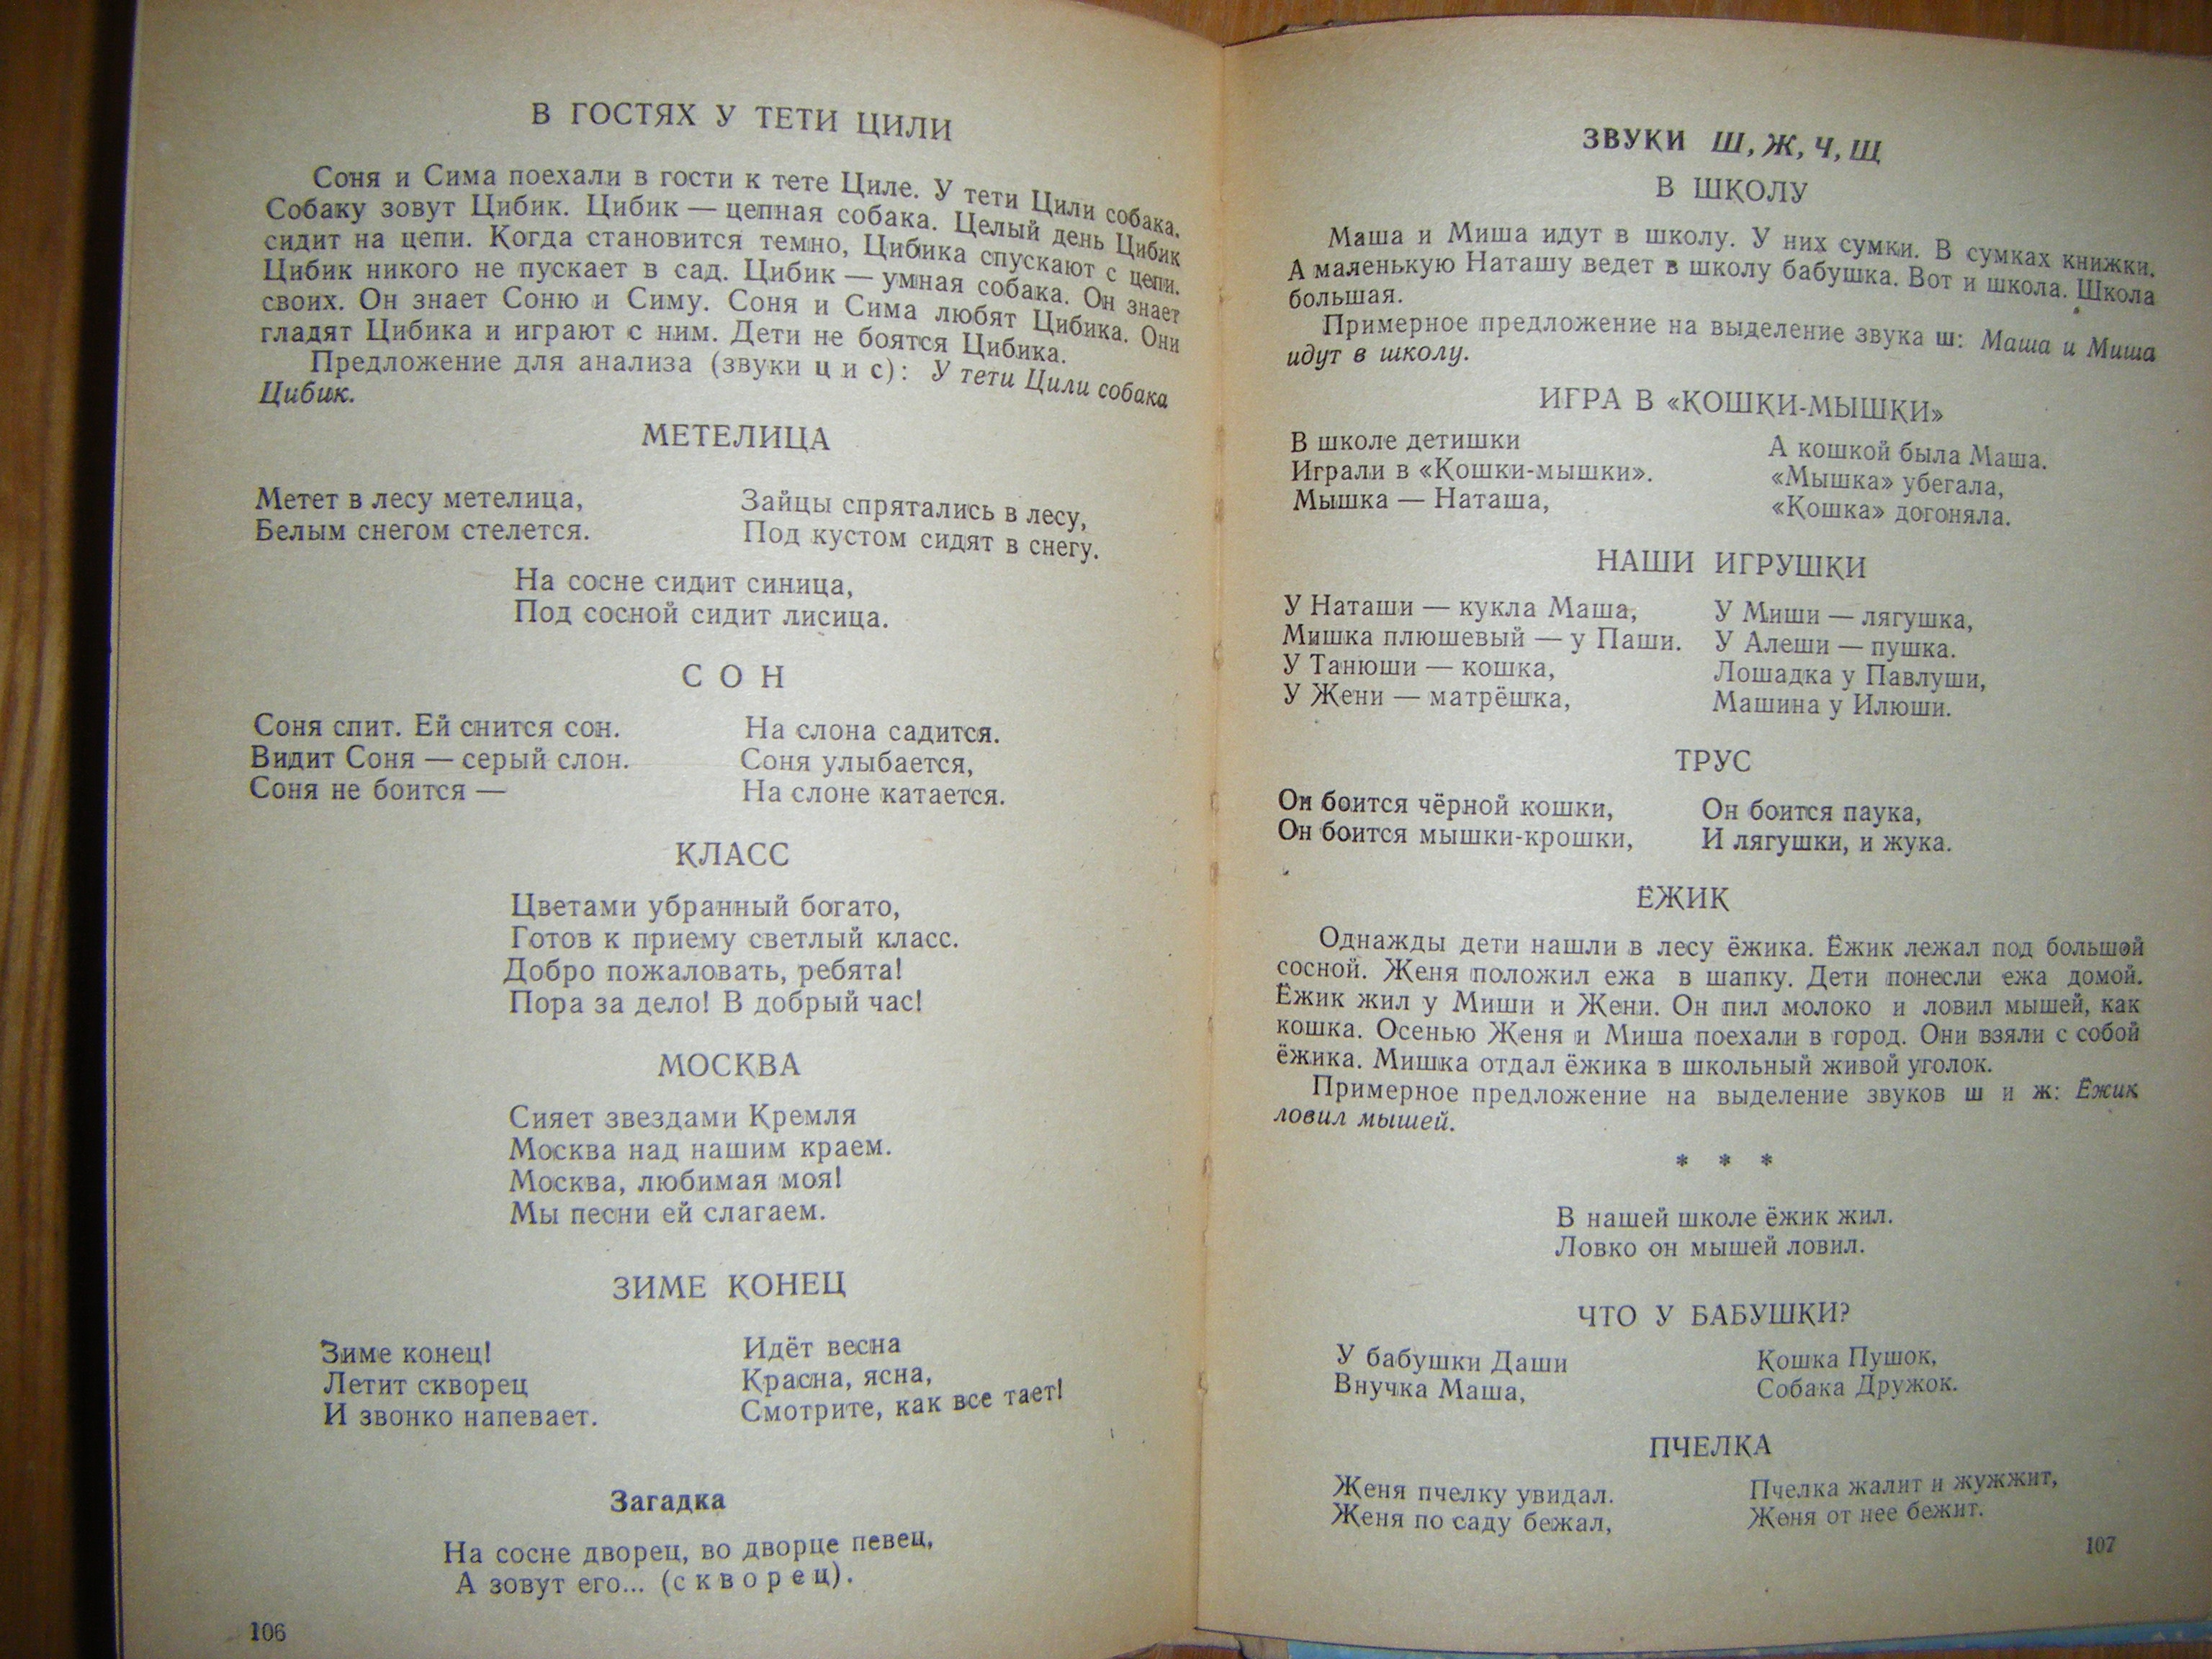 В ГОСТЯХ У ТЕТИ ЦИЛИ
Соня и Сима поехали в гости к тете Циле. У тети Цили собака.
Собаку зовут Цибик. Цибик — цепная собака. Целый день Цибик
сидит на цепи. Когда становится темно, Цибика спускают с цепи.
Цибик никого не пускает в сад. Цибик — умная собака. Он знает
своих. Он знает Соню и Симу. Соня и Сима любят Цибика. Они
гладят Цибика и играют с ним. Дети не боятся Цибика.
Предложение для анализа (звуки ц и с): У тети Цили собака
Цибик.
МЕТЕЛИЦА
Метет в лесу метелица,
Белым снегом стелется.
Зайцы спрятались в лесу,
Под кустом сидят в снегу.
На сосне сидит синица,
Под сосной сидит лисица.
СОН
Соня спит. Ей снится сон.
Видит Соня — серый слон.
Соня не боится —
На слона садится.
Соня улыбается,
На слоне катается.
КЛАСС
Цветами убранный богато,
Готов к приему светлый класс.
Добро пожаловать, ребята!
Пора за дело! В добрый час!
МОСКВА
Сияет звездами Кремля
Москва над нашим краем.
Москва, любимая моя!
Мы песни ей слагаем.
ЗИМЕ КОНЕЦ
Зиме конец!
Летит скворец
И звонко напевает.
Идёт весна
Красна, ясна,
Смотрите, как все тает!
Загадка
На сосне дворец, во дворце певец,
А зовут его... (скворец).
106
ЗВУКИ Ш, Ж, Ч, Щ
В ШКОЛУ
Маша и Миша идут в школу. У них сумки. В сумках книжки.
А маленькую Наташу ведет в школу бабушка. Вот и школа. Школа
большая.
Примерное предложение на выделение звука ш: Маша и Миша
идут в школу.
ИГРА В «КОШКИ-МЫШКИ»
В школе детишки
Играли в «Кошки-мышки».
Мышка — Наташа,
А кошкой была Маша.
«Мышка» убегала,
«Кошка» догоняла.
НАШИ ИГРУШКИ
У Наташи — кукла Маша,
Мишка плюшевый — у Паши.
У Танюши — кошка,
У Жени — матрёшка,
У Миши — лягушка,
У Алеши — пушка.
Лошадка у Павлуши,
Машина у Илюши.
ТРУС
Он боится чёрной кошки,
Он боится мышки-крошки,
Он боится паука,
И лягушки, и жука.
ЁЖИК
Однажды дети нашли в лесу ёжика. Ёжик лежал под большой
сосной. Женя положил ежа в шапку. Дети понесли ежа домой.
Ёжик жил у Миши и Жени. Он пил молоко и ловил мышей, как
кошка. Осенью Женя и Миша поехали в город. Они взяли с собой
ёжика. Мишка отдал ёжика в школьный живой уголок.
Примерное предложение на выделение звуков ш и ж: Ёжик
ловил мышей.
* * *
В нашей школе ёжик жил.
Ловко он мышей ловил.
ЧТО У БАБУШКИ?
У бабушки Даши
Внучка Маша,
Кошка Пушок,
Собака Дружок.
ПЧЕЛКА
Женя пчелку увидал.
Женя по саду бежал,
Пчелка жалит и жужжит,
Женя от нее бежит.
107